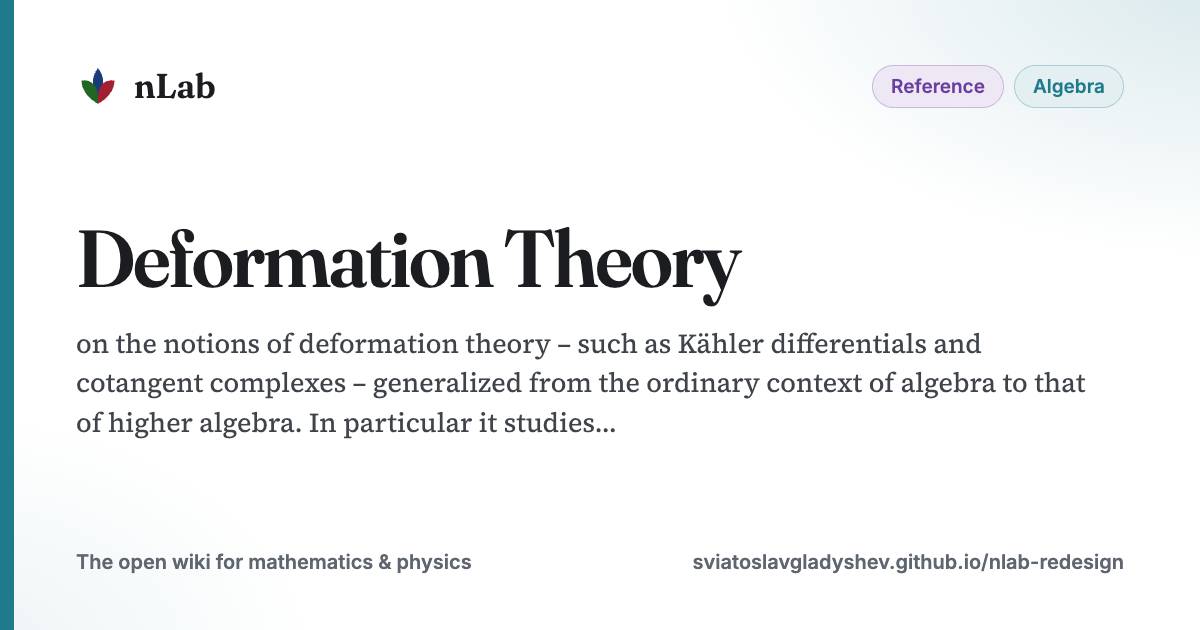 nLab
Reference
Algebra
Deformation Theory
on the notions of deformation theory – such as Kähler differentials and
cotangent complexes – generalized from the ordinary context of algebra to that
of higher algebra. In particular it studies...
The open wiki for mathematics & physics
sviatoslavgladyshev.github.io/nlab-redesign